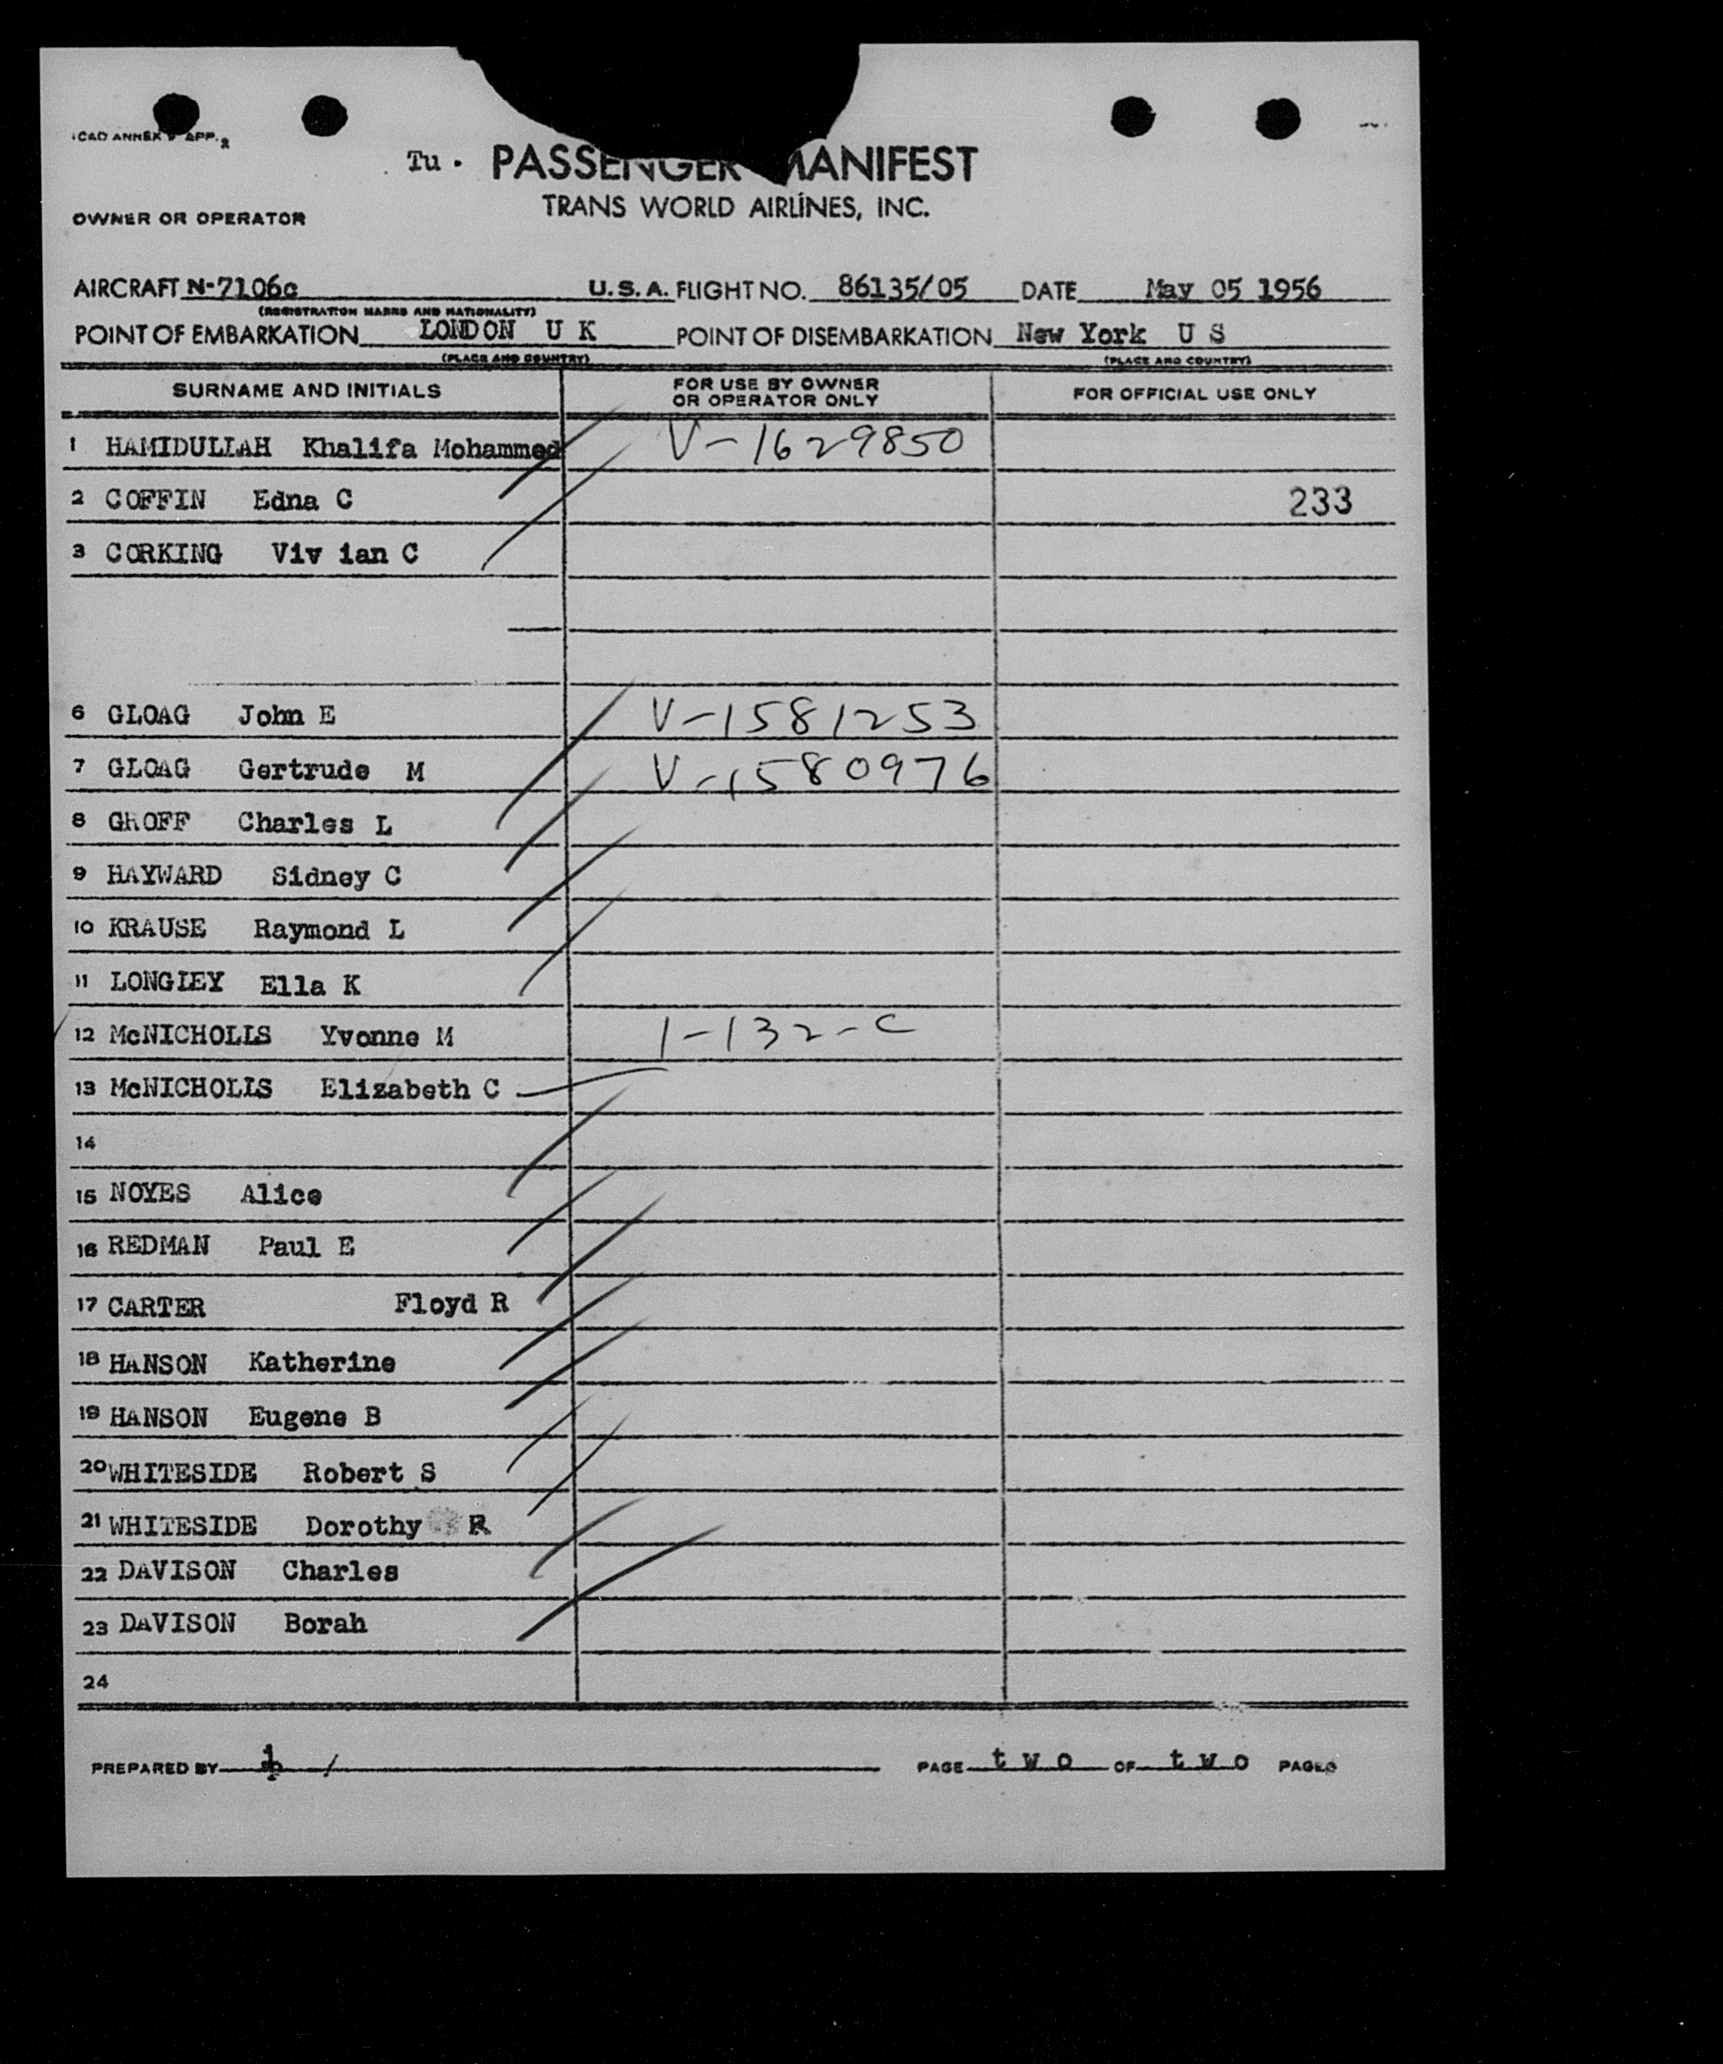 ICAO ANNEX 9 APP. 2
Tu . PASSENGER MANIFEST
TRANS WORLD AIRLINES, INC.
OWNER OR OPERATOR
AIRCRAFT N-7106c U.S.A. FLIGHT NO. 86135/05 DATE May 05 1956
(REGISTRATION MARKS AND NATIONALITY)
POINT OF EMBARKATION LONDON U K POINT OF DISEMBARKATION New York U S
(PLACE AND COUNTRY) (PLACE AND COUNTRY)
SURNAME AND INITIALS FOR USE BY OWNER OR OPERATOR ONLY FOR OFFICIAL USE ONLY
1 HAMIDULLAH Khalifa Mohammed V-1629850
2 COFFIN Edna C 233
3 CORKING Viv ian C
6 GLOAG John E V-1581253
7 GLOAG Gertrude M V-1580976
8 GROFF Charles L
9 HAYWARD Sidney C
10 KRAUSE Raymond L
11 LONGLEY Ella K
12 McNICHOLLS Yvonne M 1-132-C
13 McNICHOLLS Elizabeth C
14
15 NOYES Alice
16 REDMAN Paul E
17 CARTER Floyd R
18 HANSON Katherine
19 HANSON Eugene B
20 WHITESIDE Robert S
21 WHITESIDE Dorothy R
22 DAVISON Charles
23 DAVISON Borah
24
PREPARED BY / PAGE t w o OF t w o PAGES